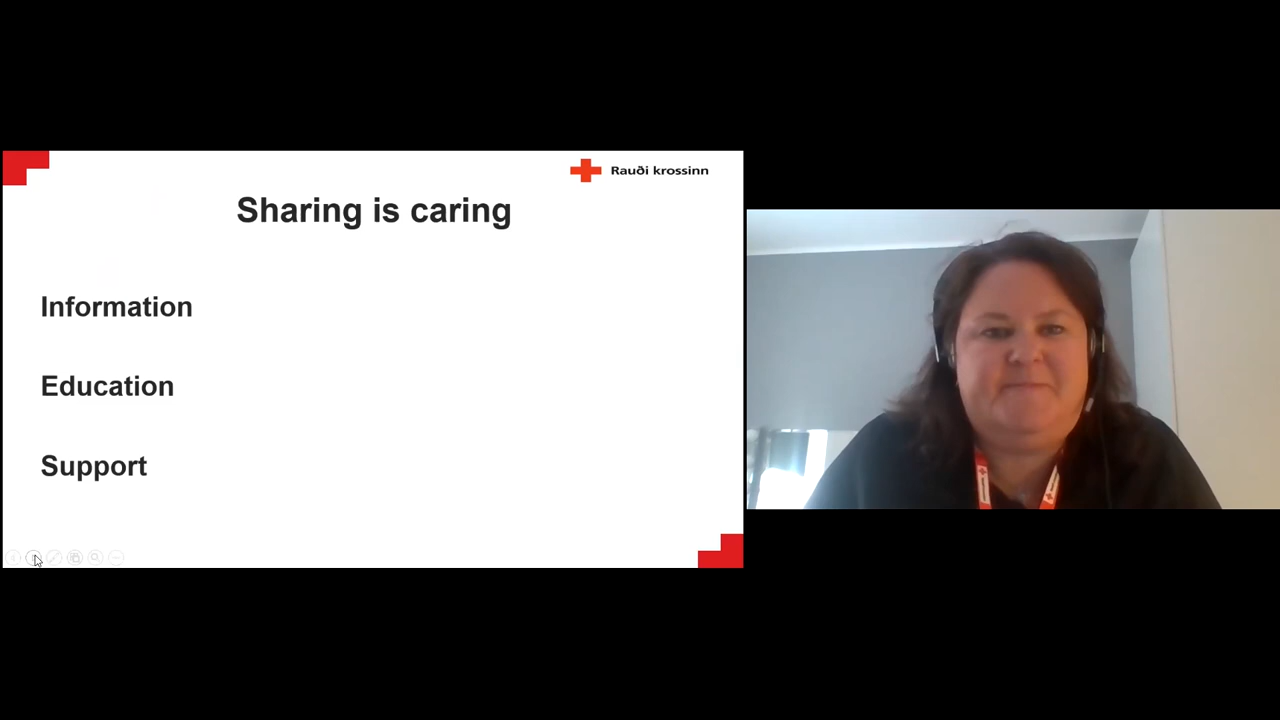 Rauði krossinn
Sharing is caring
Information
Education
Support